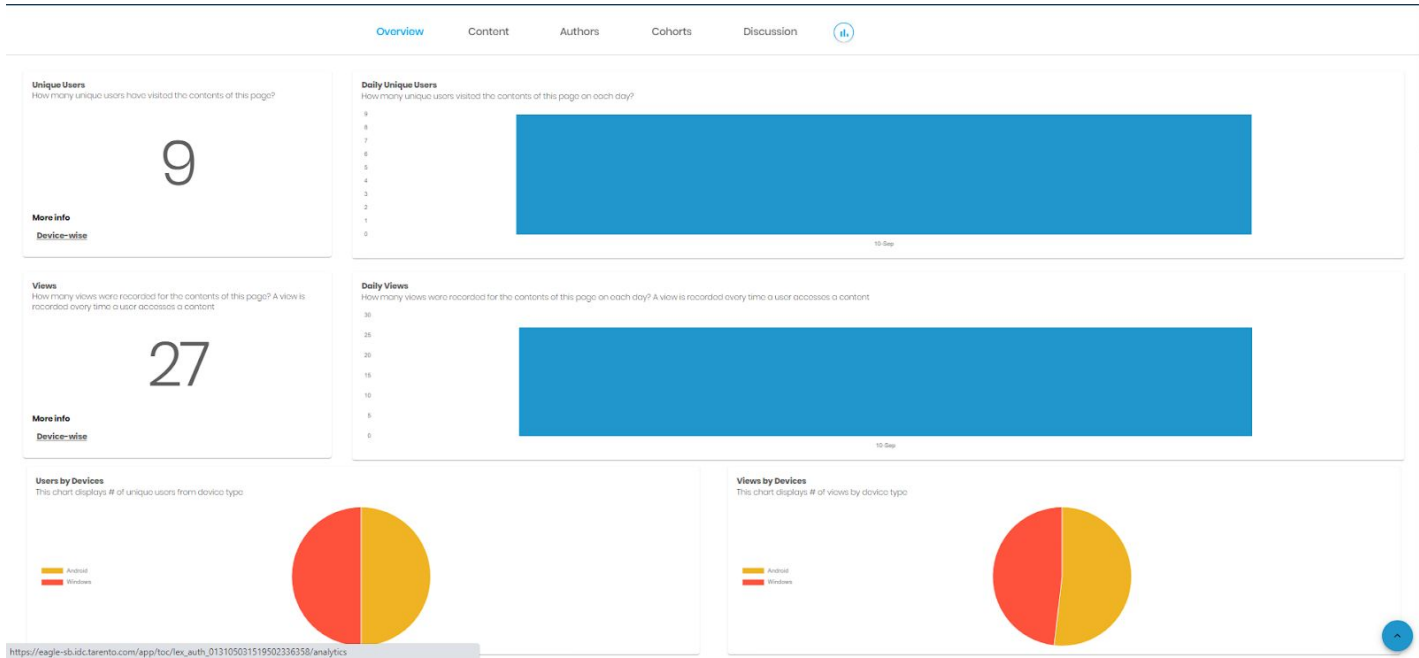 Overview Content Authors Cohorts Discussion
Unique Users
How many unique users have visited the contents of this page?
9
More info
Device-wise
Daily Unique Users
How many unique users visited the contents of this page on each day?
9
8
7
6
5
4
3
2
1
0
10-Sep
Views
How many views were recorded for the contents of this page? A view is
recorded every time a user accesses a content
27
More info
Device-wise
Daily Views
How many views were recorded for the contents of this page on each day? A view is recorded every time a user accesses a content
30
25
20
15
10
5
0
10-Sep
Users by Devices
This chart displays # of unique users from device type
Android
Windows
Views by Devices
This chart displays # of views by device type
Android
Windows
https://eagle-sb.idc.tarento.com/app/toc/lex_auth_013105031519502336358/analytics